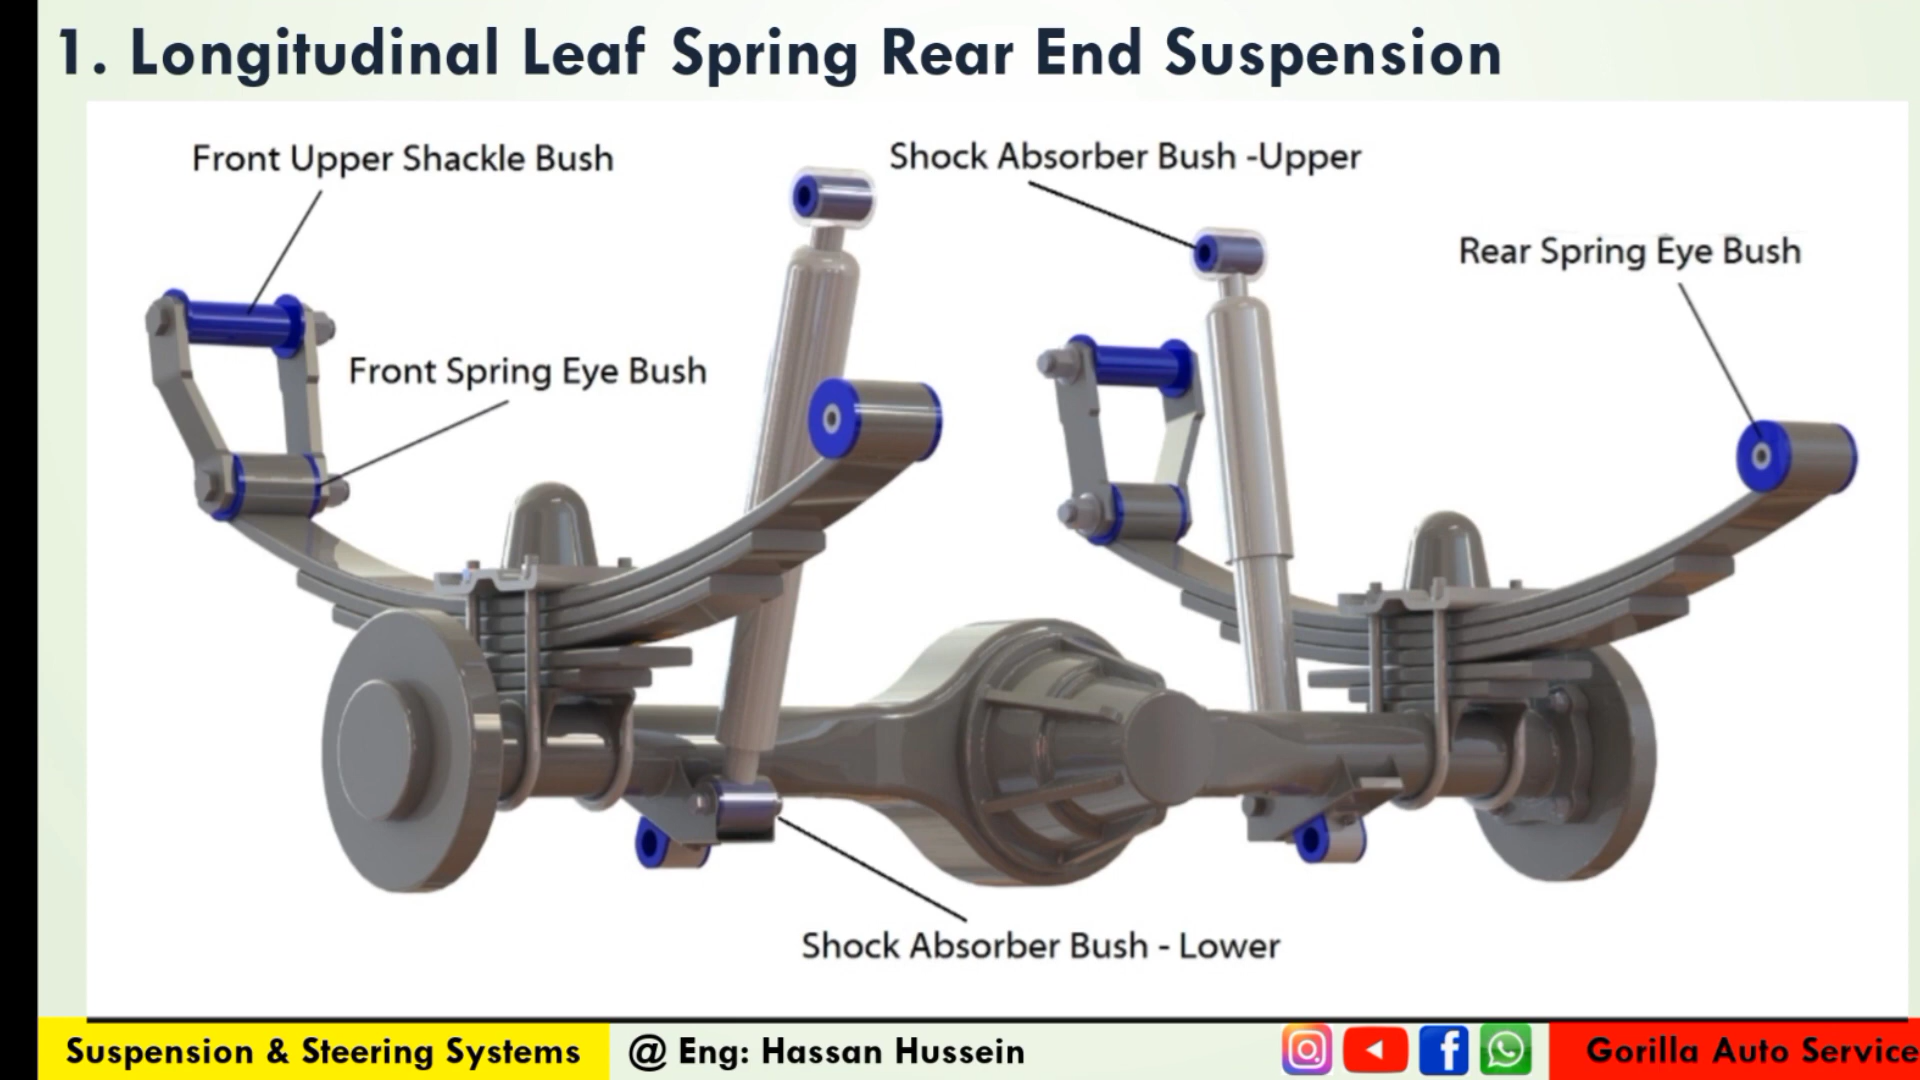 1. Longitudinal Leaf Spring Rear End Suspension
Front Upper Shackle Bush
Shock Absorber Bush -Upper
Rear Spring Eye Bush
Front Spring Eye Bush
Shock Absorber Bush - Lower
Suspension & Steering Systems
@ Eng: Hassan Hussein
Gorilla Auto Service